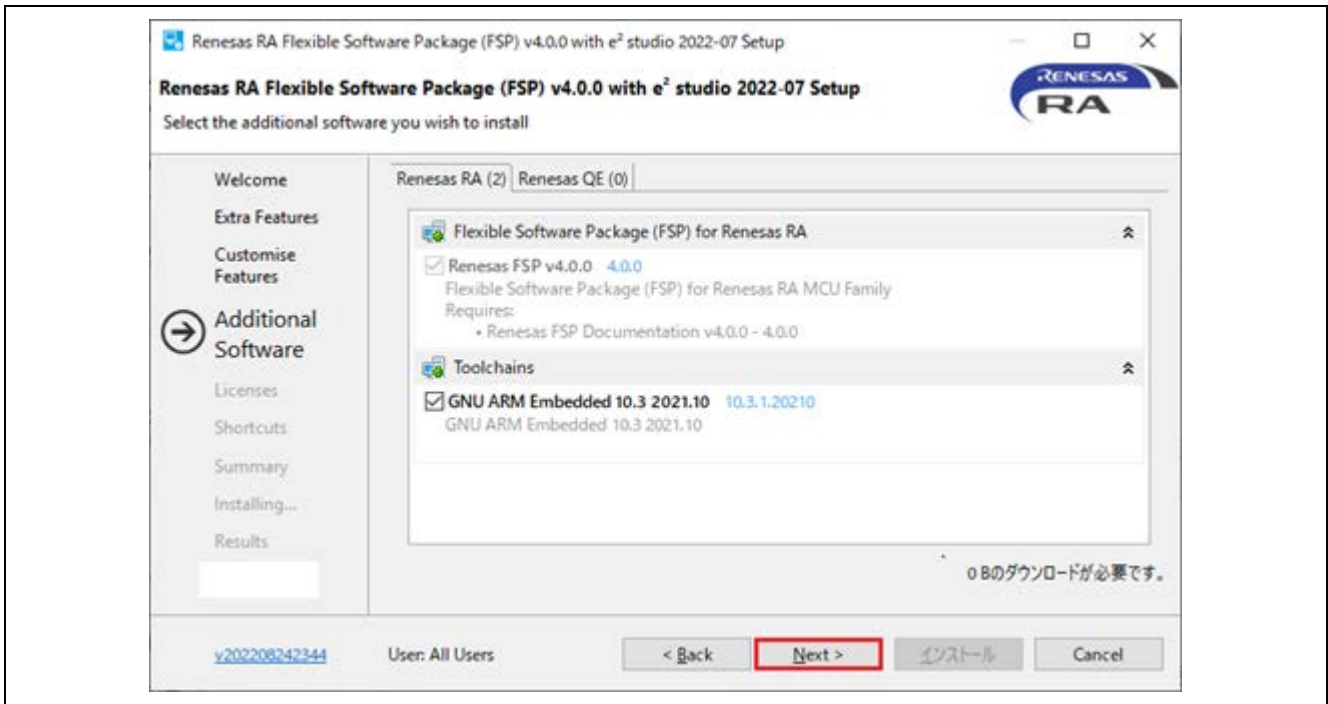 Renesas RA Flexible Software Package (FSP) v4.0.0 with e² studio 2022-07 Setup
Renesas RA Flexible Software Package (FSP) v4.0.0 with e² studio 2022-07 Setup
Select the additional software you wish to install
RENESAS
RA
Welcome
Extra Features
Customise
Features
Additional
Software
Licenses
Shortcuts
Summary
Installing...
Results
Renesas RA (2) Renesas QE (0)
Flexible Software Package (FSP) for Renesas RA
Renesas FSP v4.0.0 4.0.0
Flexible Software Package (FSP) for Renesas RA MCU Family
Requires:
• Renesas FSP Documentation v4.0.0 - 4.0.0
Toolchains
GNU ARM Embedded 10.3 2021.10 10.3.1.20210
GNU ARM Embedded 10.3 2021.10
0 Bのダウンロードが必要です。
v202208242344 User: All Users < Back Next > インストール Cancel